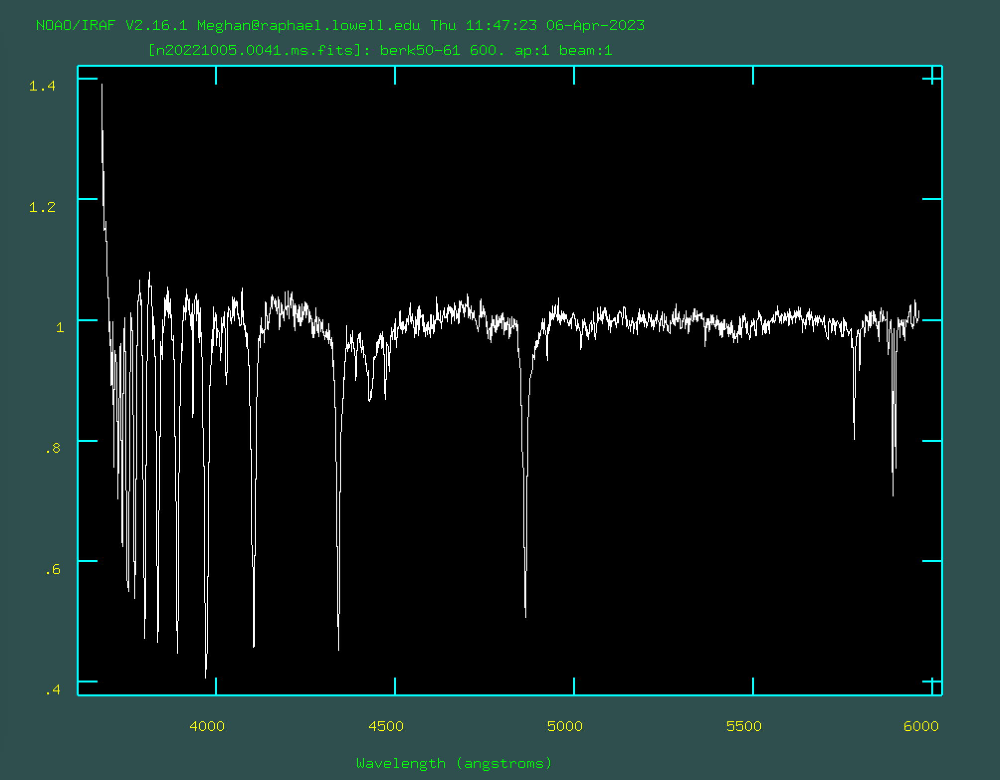 NOAO/IRAF V2.16.1 Meghan@raphael.lowell.edu Thu 11:47:23 06-Apr-2023
[n20221005.0041.ms.fits]: berk50-61 600. ap:1 beam:1
1.4
1.2
1
.8
.6
.4
4000 4500 5000 5500 6000
Wavelength (angstroms)